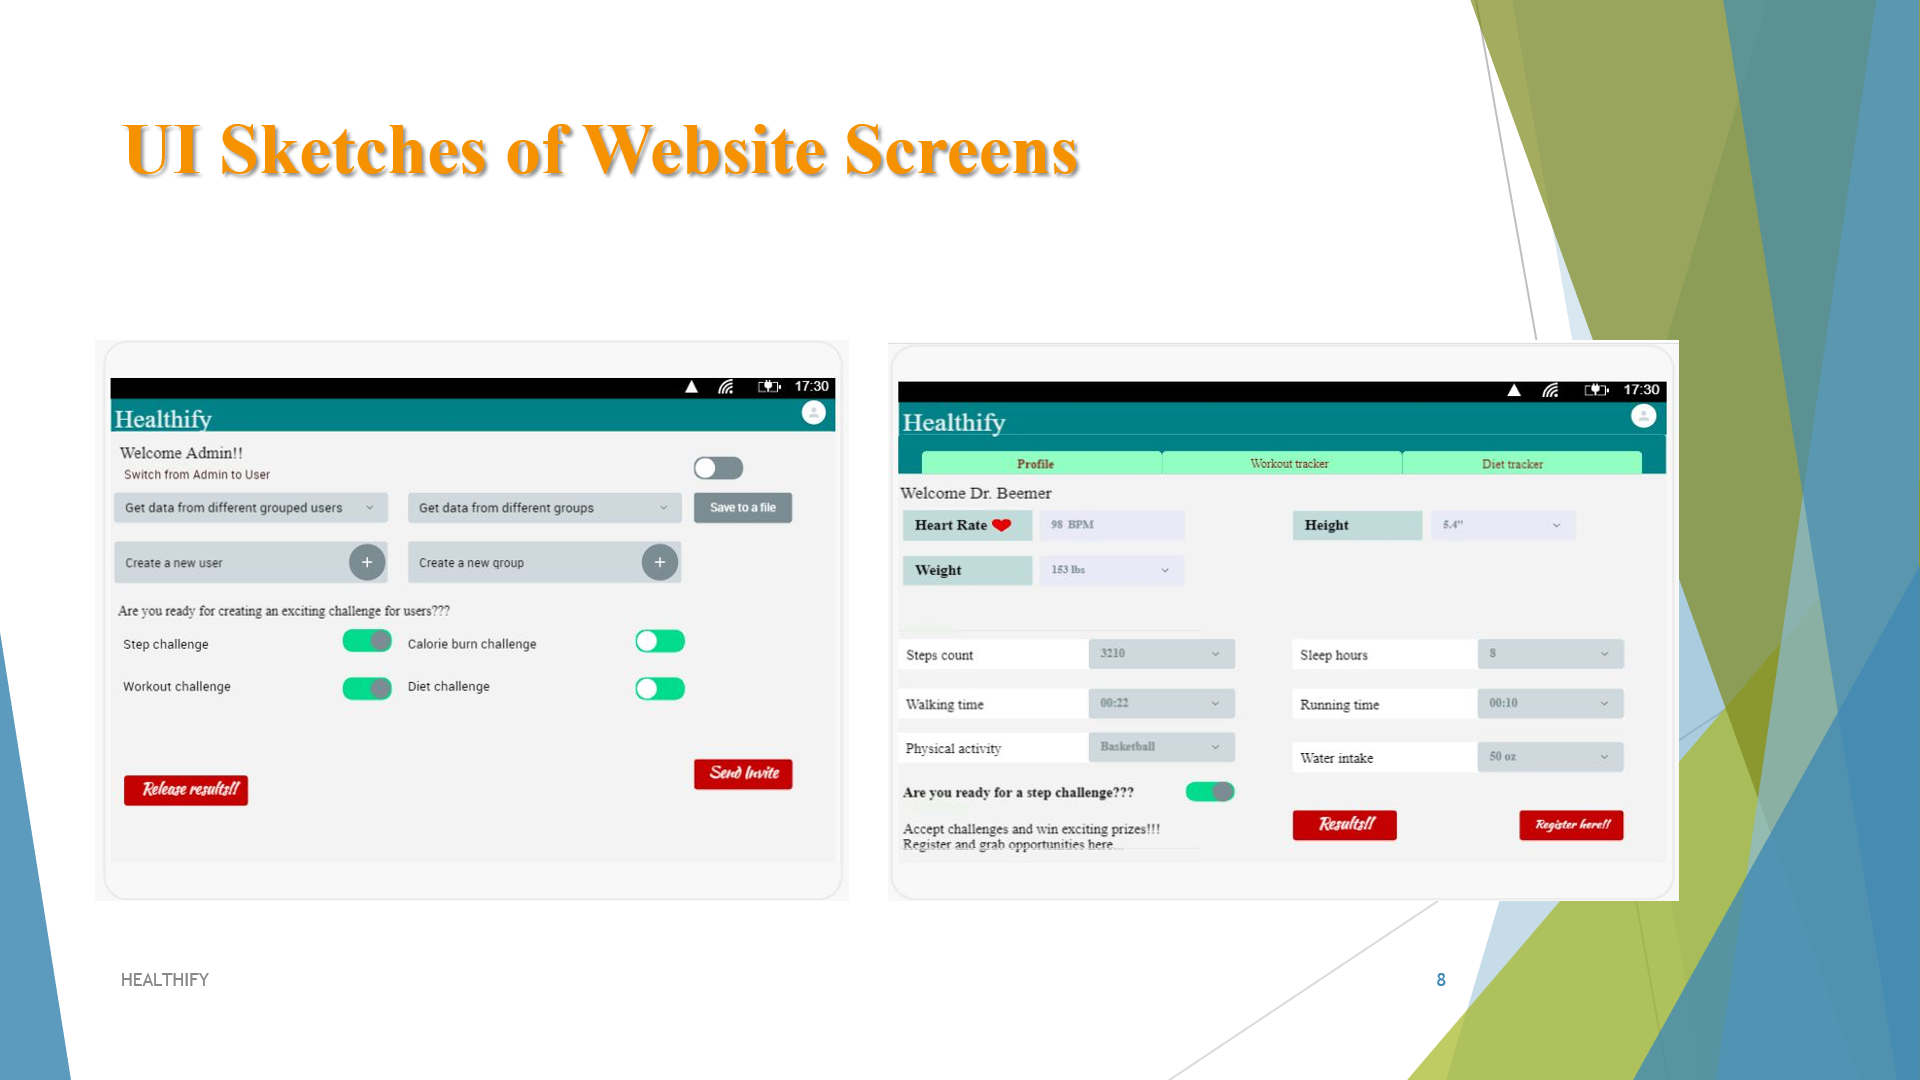 UI Sketches of Website Screens
17:30
Healthify
Welcome Admin!!
Switch from Admin to User
Get data from different grouped users
Get data from different groups
Save to a file
Create a new user
Create a new group
Are you ready for creating an exciting challenge for users???
Step challenge
Calorie burn challenge
Workout challenge
Diet challenge
Release results!!
Send Invite
17:30
Healthify
Profile
Workout tracker
Diet tracker
Welcome Dr. Beemer
Heart Rate
98 BPM
Height
5.4"
Weight
153 lbs
Steps count
3210
Sleep hours
8
Walking time
00:22
Running time
00:10
Physical activity
Basketball
Water intake
50 oz
Are you ready for a step challenge???
Accept challenges and win exciting prizes!!!
Register and grab opportunities here...
Results!!
Register here!!
HEALTHIFY
8